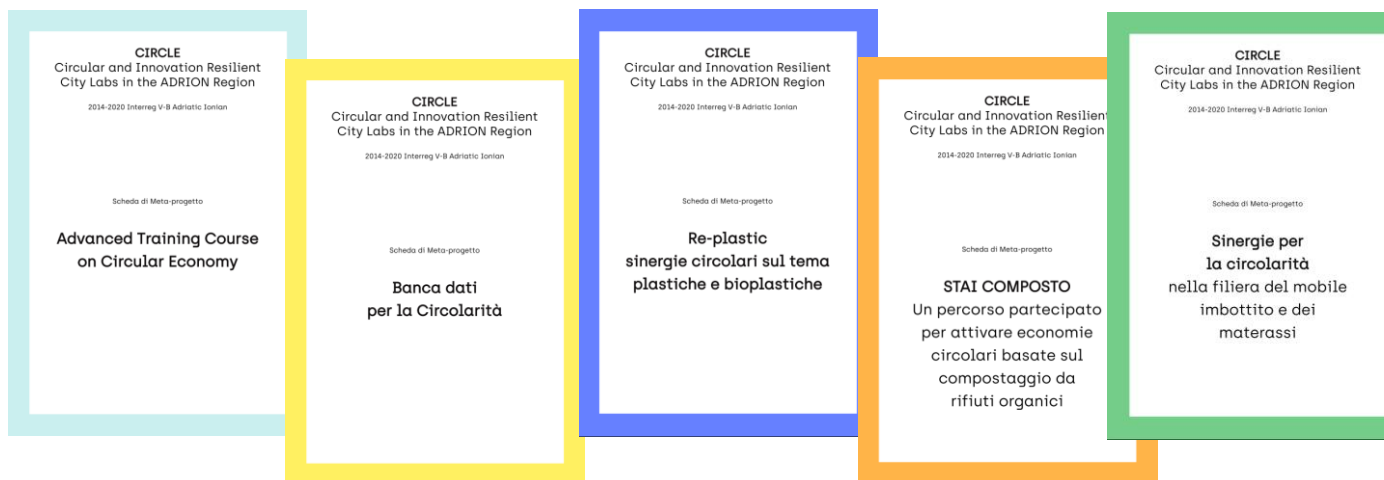 CIRCLE
Circular and Innovation Resilient
City Labs in the ADRION Region
2014-2020 Interreg V-B Adriatic Ionian
Scheda di Meta-progetto
Advanced Training Course
on Circular Economy
CIRCLE
Circular and Innovation Resilient
City Labs in the ADRION Region
2014-2020 Interreg V-B Adriatic Ionian
Scheda di Meta-progetto
Banca dati
per la Circolarità
CIRCLE
Circular and Innovation Resilient
City Labs in the ADRION Region
2014-2020 Interreg V-B Adriatic Ionian
Scheda di Meta-progetto
Re-plastic
sinergie circolari sul tema
plastiche e bioplastiche
CIRCLE
Circular and Innovation Resilient
City Labs in the ADRION Region
2014-2020 Interreg V-B Adriatic Ionian
Scheda di Meta-progetto
STAI COMPOSTO
Un percorso partecipato
per attivare economie
circolari basate sul
compostaggio da
rifiuti organici
CIRCLE
Circular and Innovation Resilient
City Labs in the ADRION Region
2014-2020 Interreg V-B Adriatic Ionian
Scheda di Meta-progetto
Sinergie per
la circolarità
nella filiera del mobile
imbottito e dei
materassi